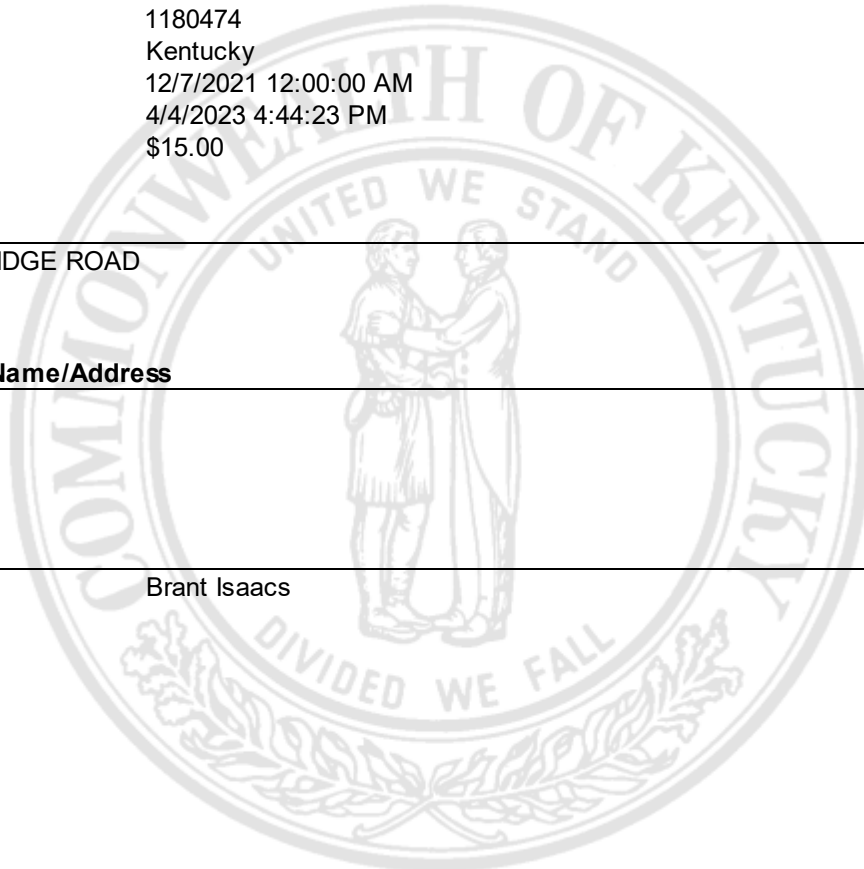 1180474
Kentucky
12/7/2021 12:00:00 AM
4/4/2023 4:44:23 PM
$15.00
IDGE ROAD
Name/Address
Brant Isaacs
COMMONWEALTH OF KENTUCKY
UNITED WE STAND
DIVIDED WE FALL